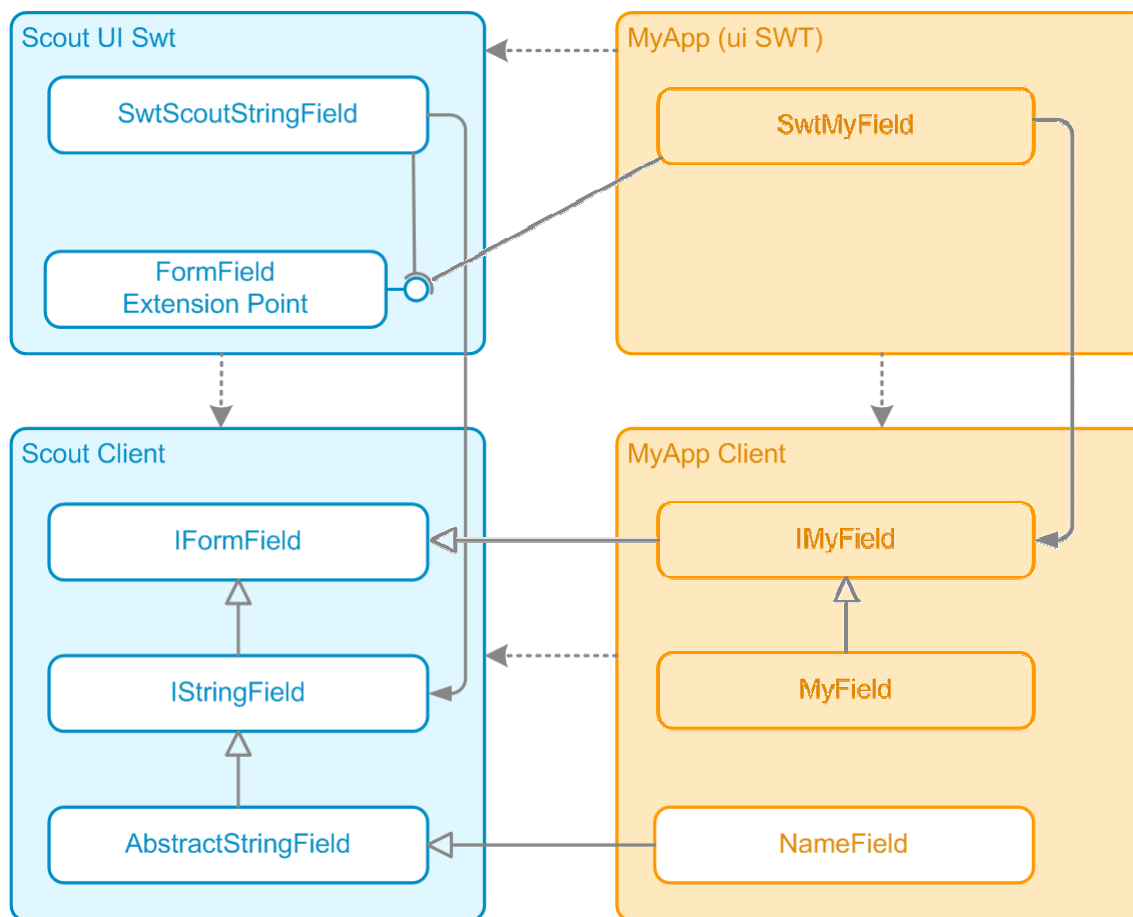 Scout UI Swt
SwtScoutStringField
FormField
Extension Point
MyApp (ui SWT)
SwtMyField
Scout Client
IFormField
IStringField
AbstractStringField
MyApp Client
IMyField
MyField
NameField